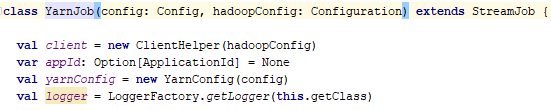 class YarnJob(config: Config, hadoopConfig: Configuration) extends StreamJob {
val client = new ClientHelper(hadoopConfig)
var appId: Option[ApplicationId] = None
val yarnConfig = new YarnConfig(config)
val logger = LoggerFactory.getLogger(this.getClass)